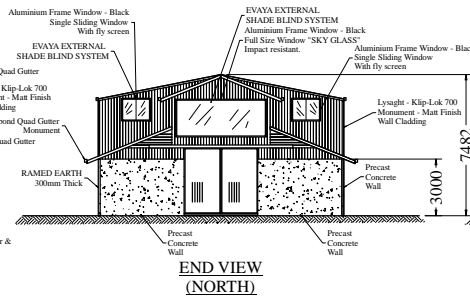 Aluminium Frame Window - Black
Single Sliding Window
With fly screen
EVAYA EXTERNAL
SHADE BLIND SYSTEM
Quad Gutter
Klip-Lok 700
- Matt Finish
Quad Gutter
Monument
Quad Gutter
RAMED EARTH
300mm Thick
EVAYA EXTERNAL
SHADE BLIND SYSTEM
Aluminium Frame Window - Black
Full Size Window "SKY GLASS"
Impact resistant.
Aluminium Frame Window - Black
Single Sliding Window
With fly screen
Lysaght - Klip-Lok 700
Monument - Matt Finish
Wall Cladding
7482
3000
Precast
Concrete
Wall
Precast
Concrete
Wall
Precast
Concrete
Wall
END VIEW
(NORTH)